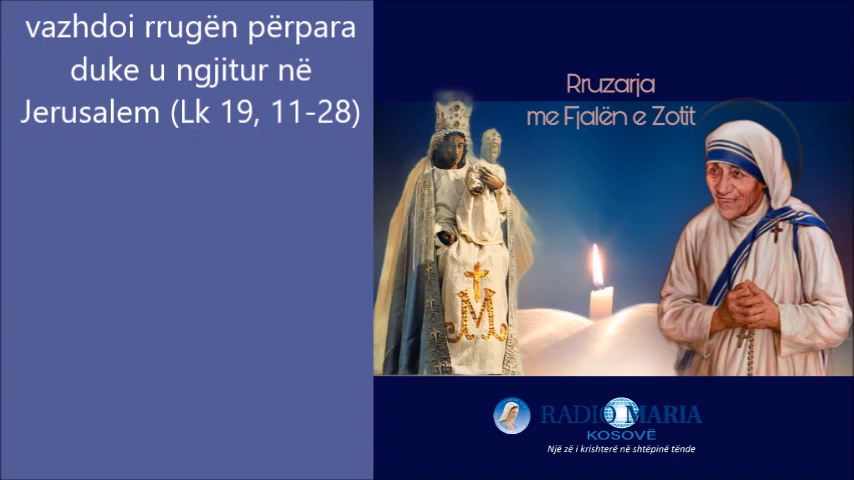 vazhdoi rrugën përpara
duke u ngjitur në
Jerusalem (Lk 19, 11-28)
Rruzarja
me Fjalën e Zotit
M
RADIO MARIA
KOSOVË
Një zë i krishterë në shtëpinë tënde